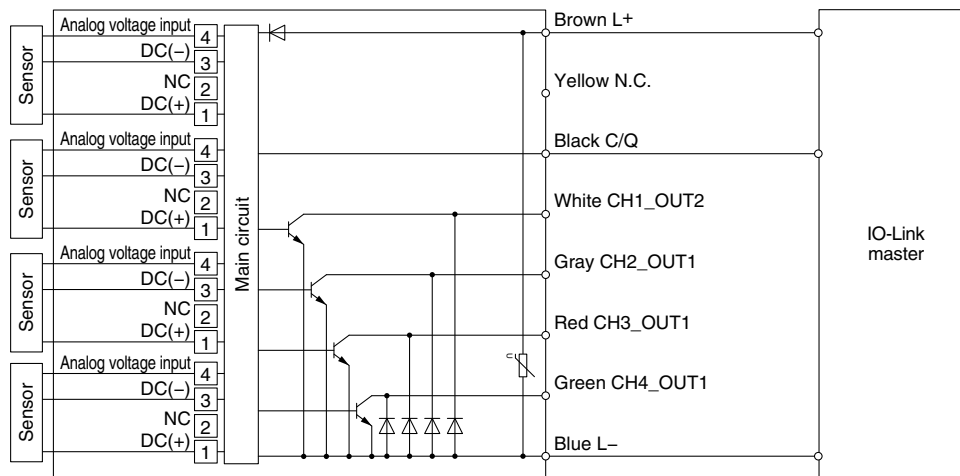 Sensor
Analog voltage input 4
DC(−) 3
NC 2
DC(+) 1
Sensor
Analog voltage input 4
DC(−) 3
NC 2
DC(+) 1
Sensor
Analog voltage input 4
DC(−) 3
NC 2
DC(+) 1
Sensor
Analog voltage input 4
DC(−) 3
NC 2
DC(+) 1
Main circuit
Brown L+
Yellow N.C.
Black C/Q
White CH1_OUT2
Gray CH2_OUT1
Red CH3_OUT1
Green CH4_OUT1
Blue L−
IO-Link
master